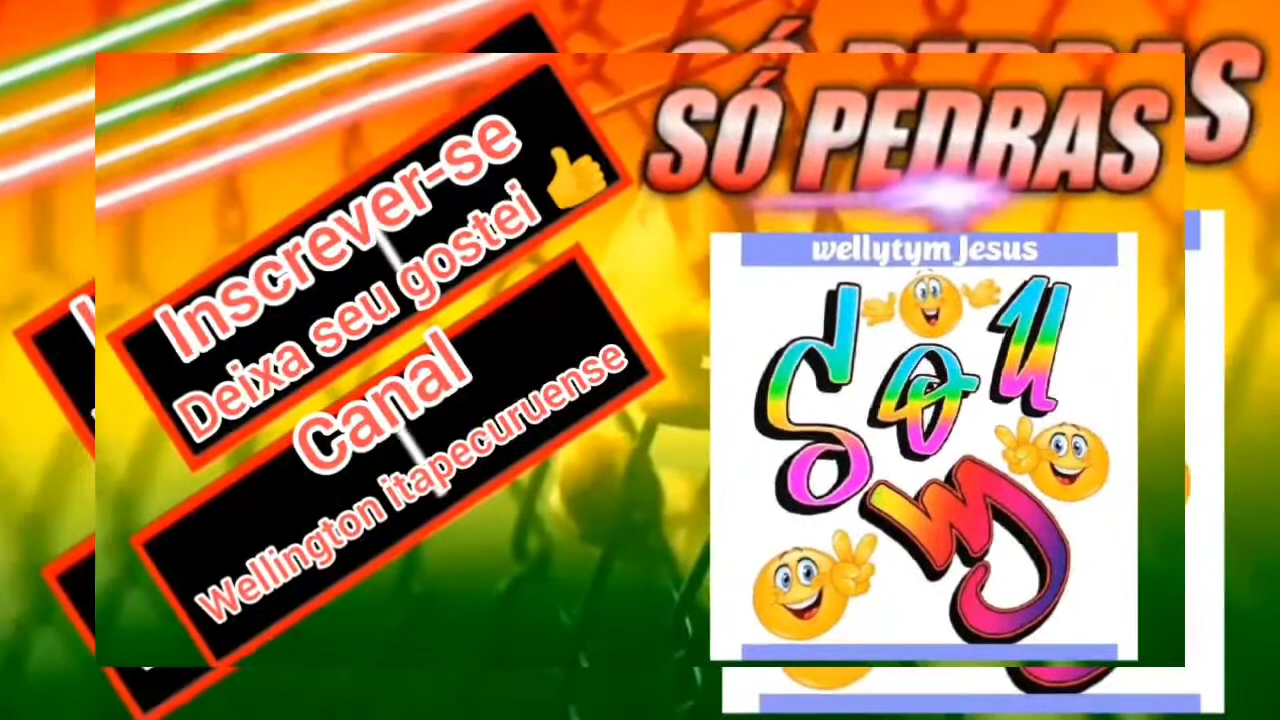 SÓ PEDRAS
S
Inscrever-se
Deixa seu gostei 👍
Canal
Wellington itapecuruense
wellytym Jesus
Sou